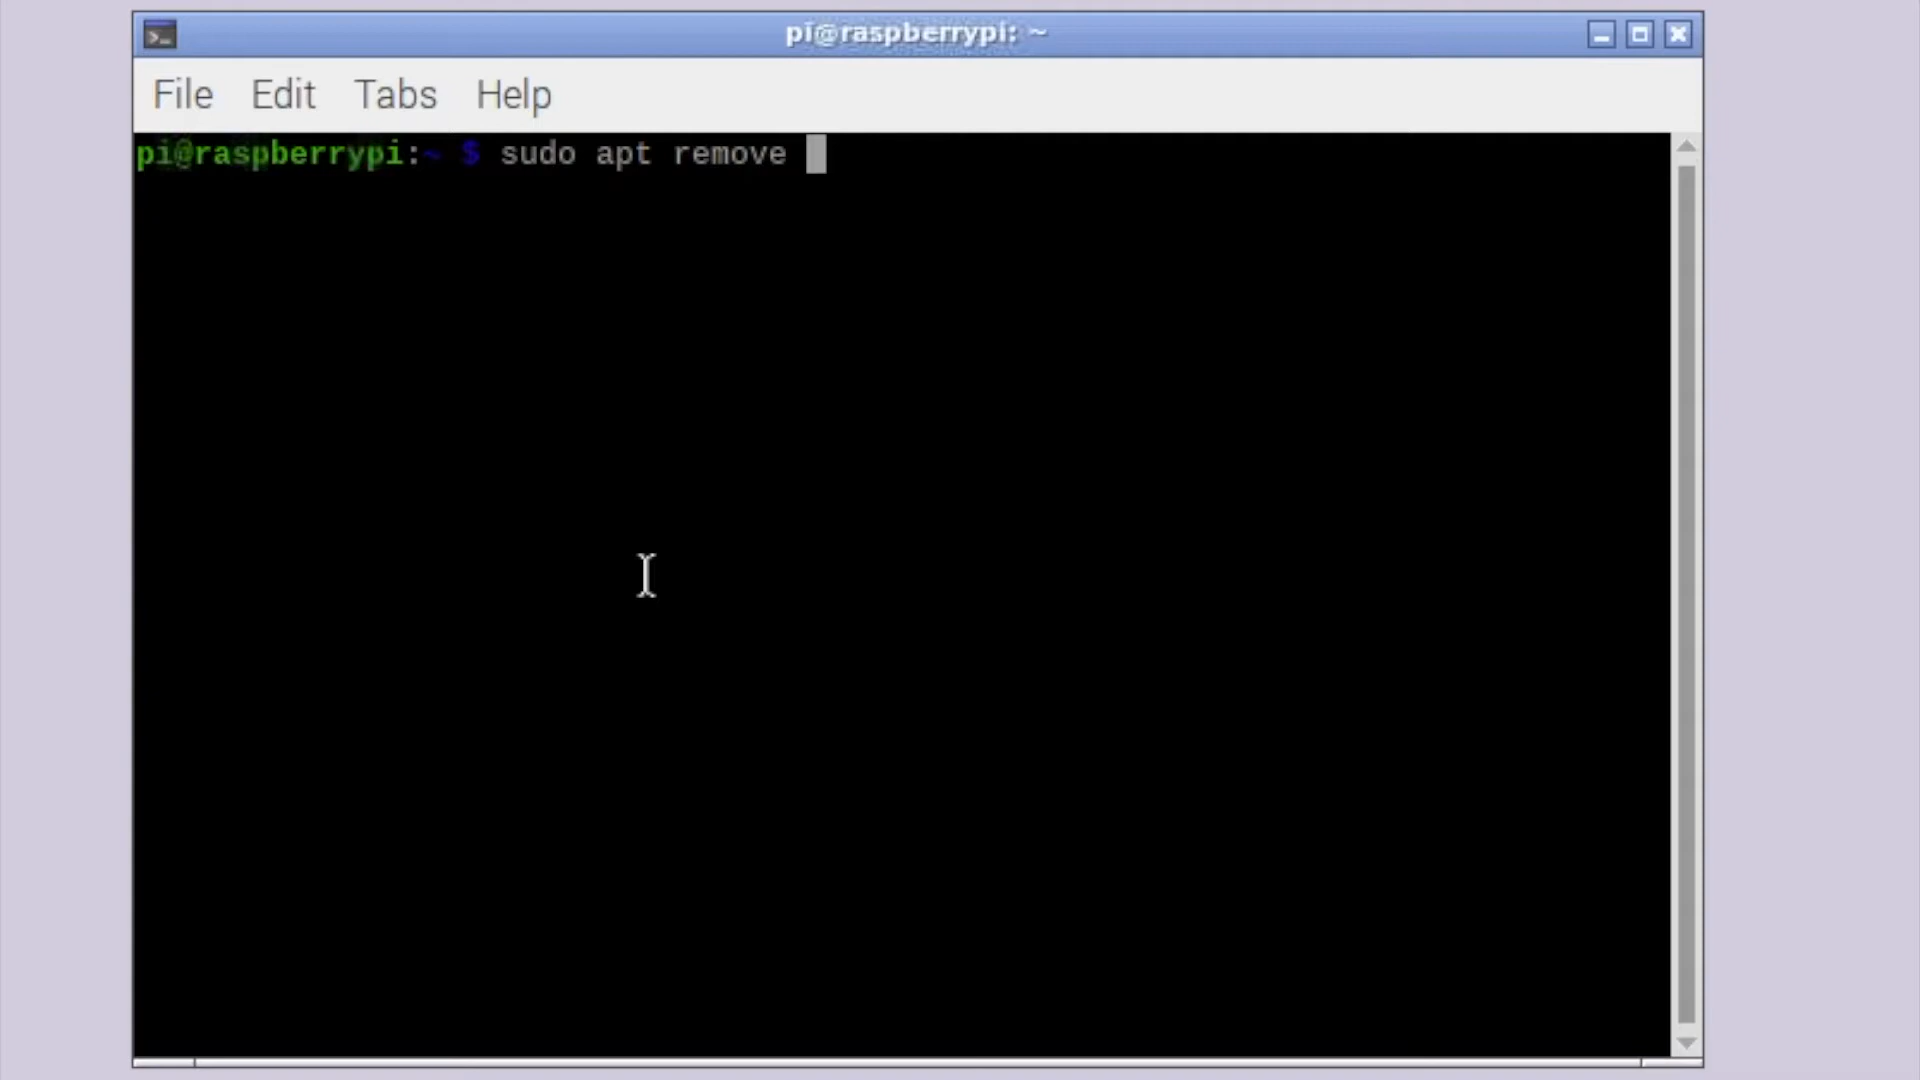 pi@raspberrypi: ~
File Edit Tabs Help
pi@raspberrypi:~ $ sudo apt remove